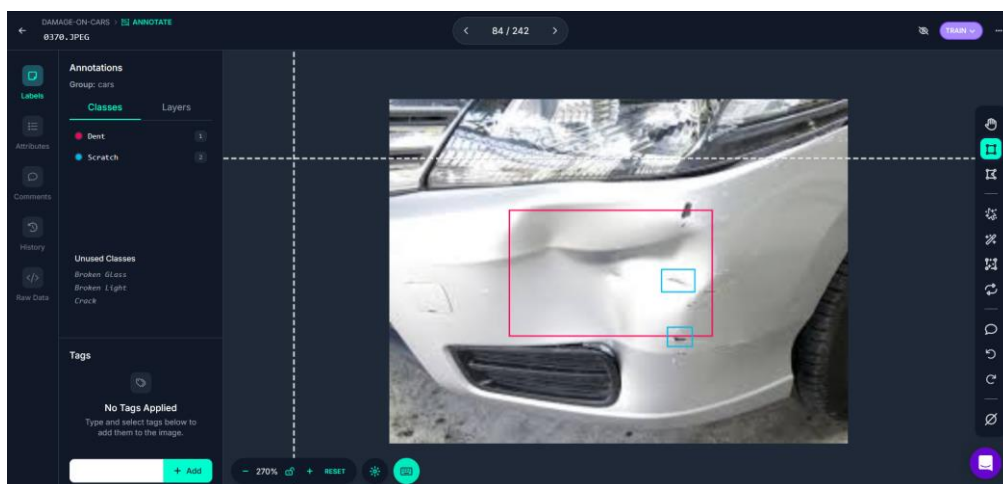 DAMAGE-ON-CARS > ANNOTATE
0370.JPEG
84 / 242
TRAIN
Labels
Attributes
Comments
History
Raw Data
Annotations
Group: cars
Classes Layers
Dent 1
Scratch 2
Unused Classes
Broken Glass
Broken Light
Crack
Tags
No Tags Applied
Type and select tags below to
add them to the image.
+ Add
- 270% + RESET